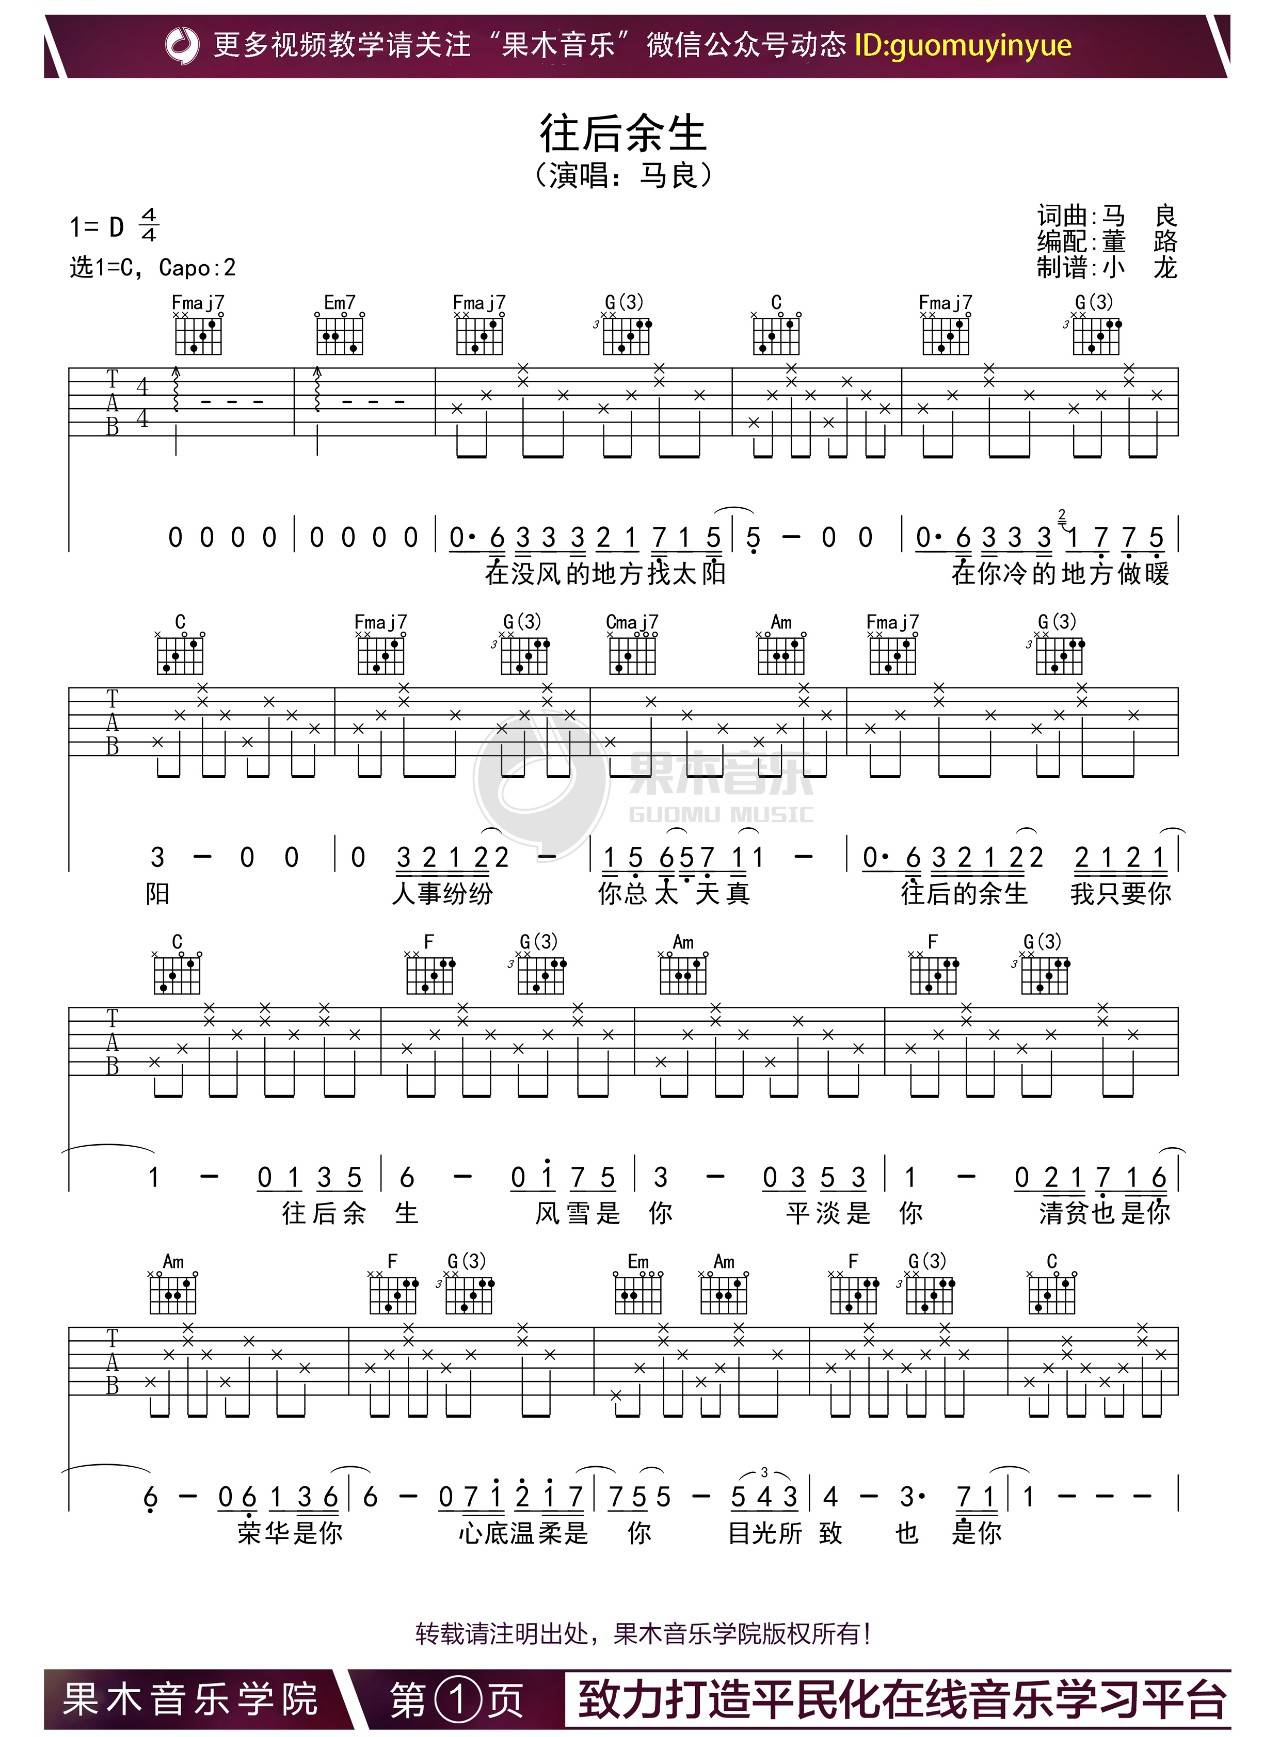 更多视频教学请关注“果木音乐”微信公众号动态 ID:guomuyinyue
往后余生
（演唱：马良）
1= D 4/4
词曲:马 良
编配:董 路
选1=C，Capo:2
制谱:小 龙
Fmaj7 Em7 Fmaj7 G(3) C Fmaj7 G(3)
3 3
T A B 4 4
0 0 0 0 | 0 0 0 0 | 0· 6 3 3 3 2 1 7 1 5 | 5 - 0 0 | 0· 6 3 3 3 2 1 7 7 5 |
在没风的地方找太阳 在你冷的地方做暖
C Fmaj7 G(3) Cmaj7 Am Fmaj7 G(3)
3 3
T A B
果木音乐
GUOMU MUSIC
3 - 0 0 | 0 3 2 1 2 2 - | 1 5 6 5 7 1 1 - | 0· 6 3 2 1 2 2 2 1 2 1 |
阳 人事纷纷 你总太天真 往后的余生 我只要你
C F G(3) Am F G(3)
3 3
T A B
1 - 0 1 3 5 | 6 - 0 1 7 5 | 3 - 0 3 5 3 | 1 - 0 2 1 7 1 6 |
往后余 生 风雪是 你 平淡是 你 清贫也是你
Am F G(3) Em Am F G(3) C
3 3
T A B
6 - 0 6 1 3 6 | 6 - 0 7 1 2 1 7 | 7 5 5 - 5 4 3 | 4 - 3· 7 1 | 1 - - - |
荣华是你 心底温柔是 你 目光所 致 也 是你
转载请注明出处，果木音乐学院版权所有！
果木音乐学院 第①页 致力打造平民化在线音乐学习平台